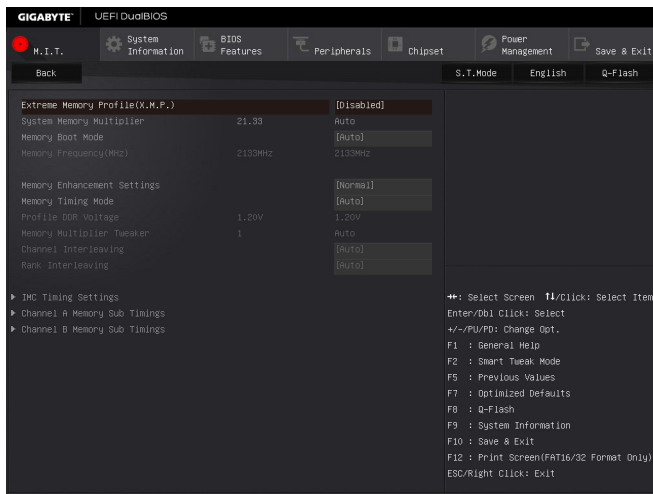 GIGABYTE™ UEFI DualBIOS
M.I.T. System Information BIOS Features Peripherals Chipset Power Management Save & Exit
Back S.T.Mode English Q-Flash
Extreme Memory Profile(X.M.P.) [Disabled]
System Memory Multiplier 21.33 Auto
Memory Boot Mode [Auto]
Memory Frequency(MHz) 2133MHz 2133MHz
Memory Enhancement Settings [Normal]
Memory Timing Mode [Auto]
Profile DDR Voltage 1.20V 1.20V
Memory Multiplier Tweaker 1 Auto
Channel Interleaving [Auto]
Rank Interleaving [Auto]
▶ IMC Timing Settings
▶ Channel A Memory Sub Timings
▶ Channel B Memory Sub Timings
→←: Select Screen ↑↓/Click: Select Item
Enter/Dbl Click: Select
+/-/PU/PD: Change Opt.
F1 : General Help
F2 : Smart Tweak Mode
F5 : Previous Values
F7 : Optimized Defaults
F8 : Q-Flash
F9 : System Information
F10 : Save & Exit
F12 : Print Screen(FAT16/32 Format Only)
ESC/Right Click: Exit